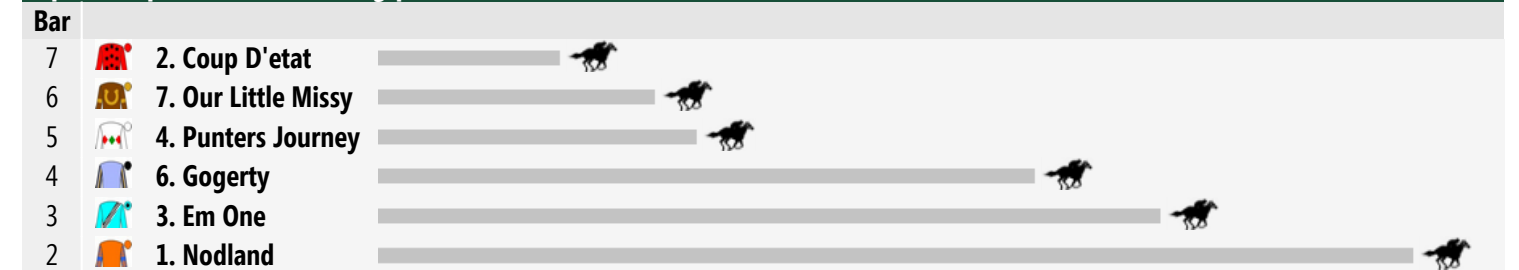 Bar
7 2. Coup D'etat
6 7. Our Little Missy
5 4. Punters Journey
4 6. Gogerty
3 3. Em One
2 1. Nodland